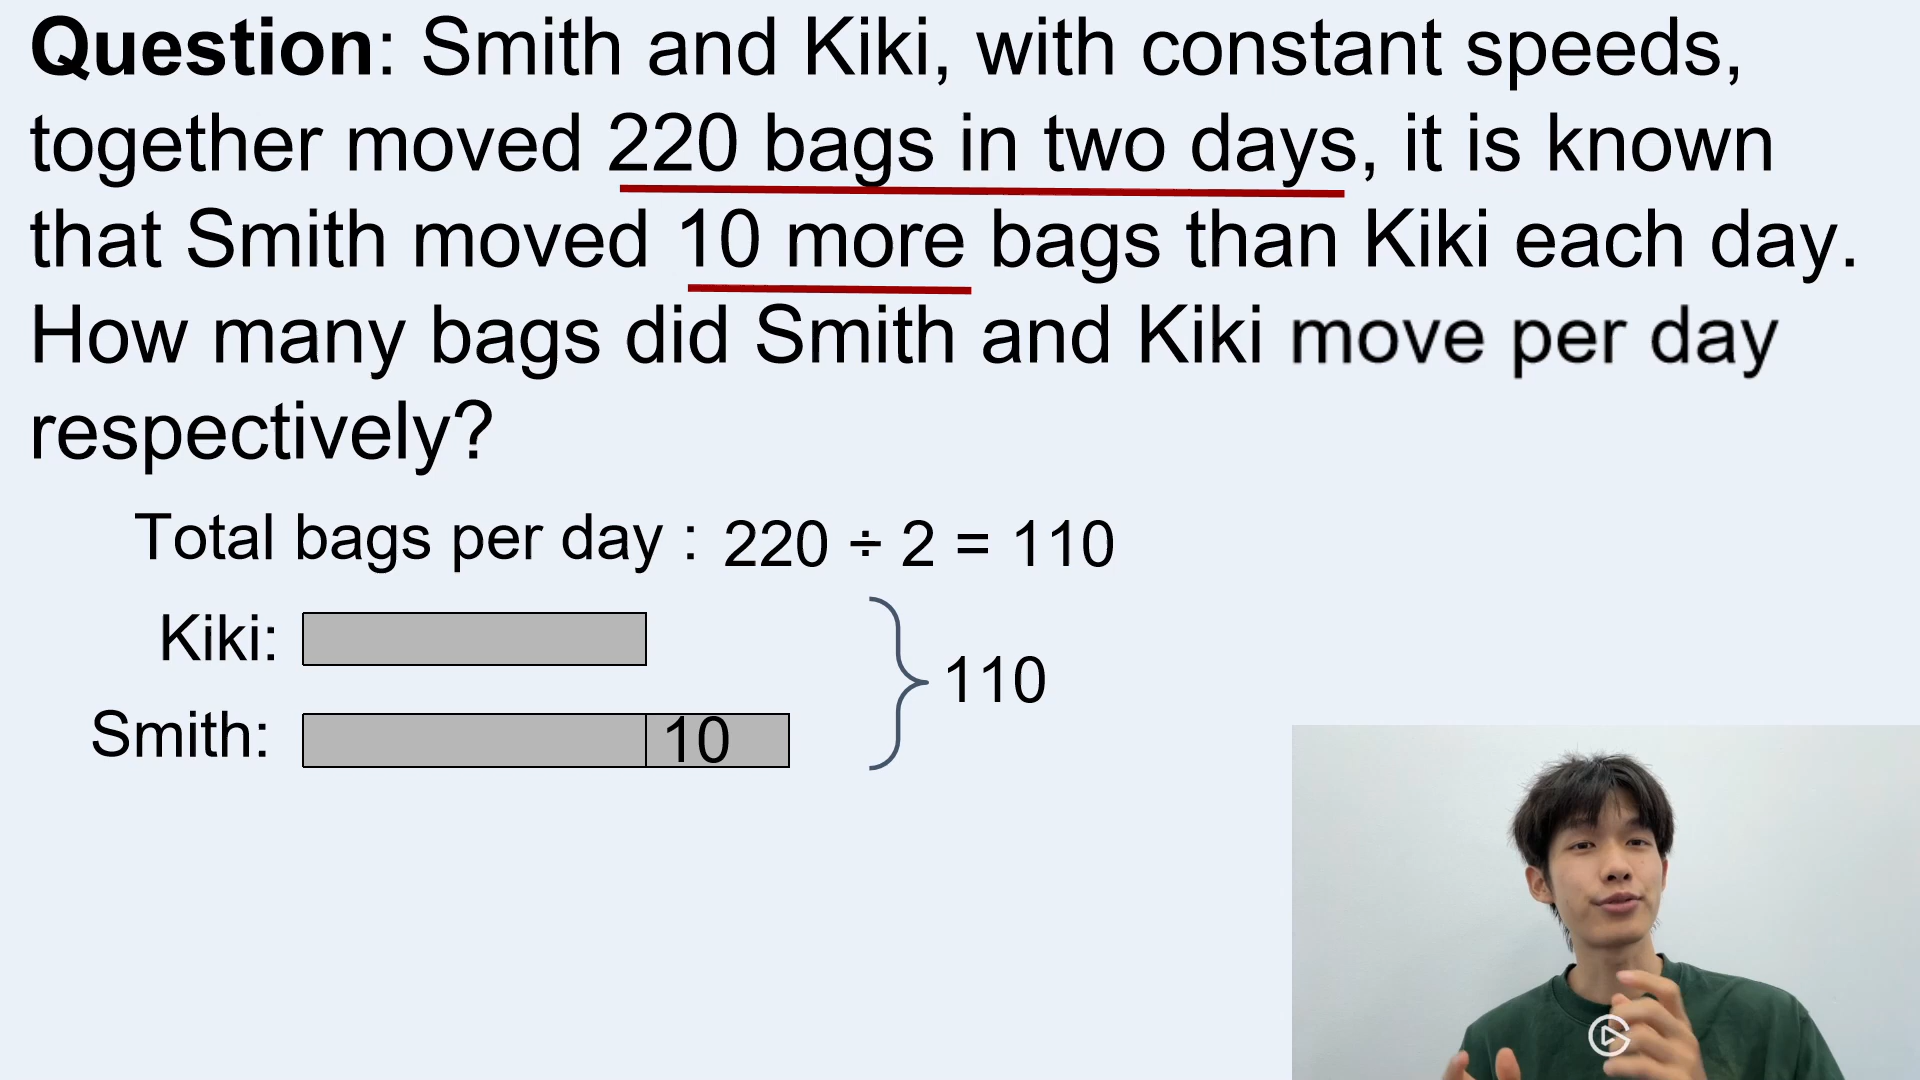 Question: Smith and Kiki, with constant speeds,
together moved 220 bags in two days, it is known
that Smith moved 10 more bags than Kiki each day.
How many bags did Smith and Kiki move per day
respectively?
Total bags per day : 220 ÷ 2 = 110
Kiki:
110
Smith: 10